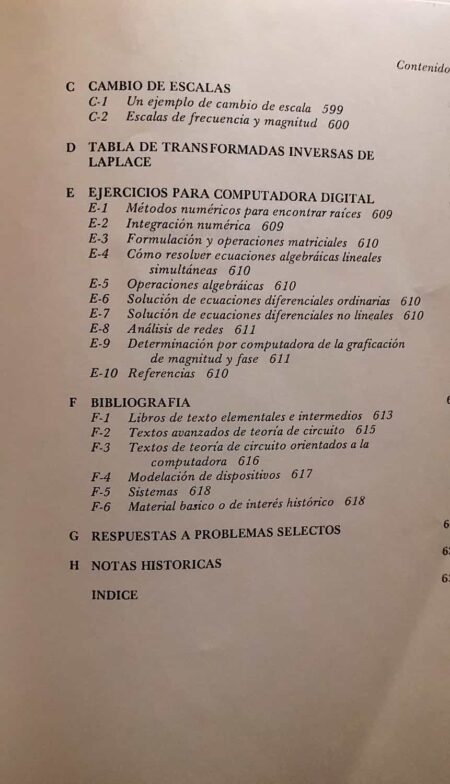 Contenido
C CAMBIO DE ESCALAS
C-1 Un ejemplo de cambio de escala 599
C-2 Escalas de frecuencia y magnitud 600
D TABLA DE TRANSFORMADAS INVERSAS DE
LAPLACE
E EJERCICIOS PARA COMPUTADORA DIGITAL
E-1 Métodos numéricos para encontrar raíces 609
E-2 Integración numérica 609
E-3 Formulación y operaciones matriciales 610
E-4 Cómo resolver ecuaciones algebráicas lineales
simultáneas 610
E-5 Operaciones algebráicas 610
E-6 Solución de ecuaciones diferenciales ordinarias 610
E-7 Solución de ecuaciones diferenciales no lineales 610
E-8 Análisis de redes 611
E-9 Determinación por computadora de la graficación
de magnitud y fase 611
E-10 Referencias 610
F BIBLIOGRAFIA
F-1 Libros de texto elementales e intermedios 613
F-2 Textos avanzados de teoría de circuito 615
F-3 Textos de teoría de circuito orientados a la
computadora 616
F-4 Modelación de dispositivos 617
F-5 Sistemas 618
F-6 Material basico o de interés histórico 618
G RESPUESTAS A PROBLEMAS SELECTOS
H NOTAS HISTORICAS
INDICE